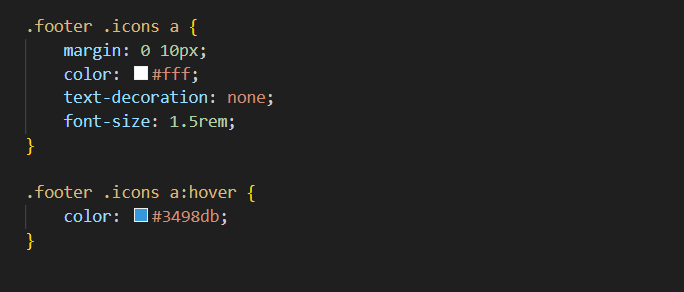 .footer .icons a {
    margin: 0 10px;
    color: #fff;
    text-decoration: none;
    font-size: 1.5rem;
}

.footer .icons a:hover {
    color: #3498db;
}